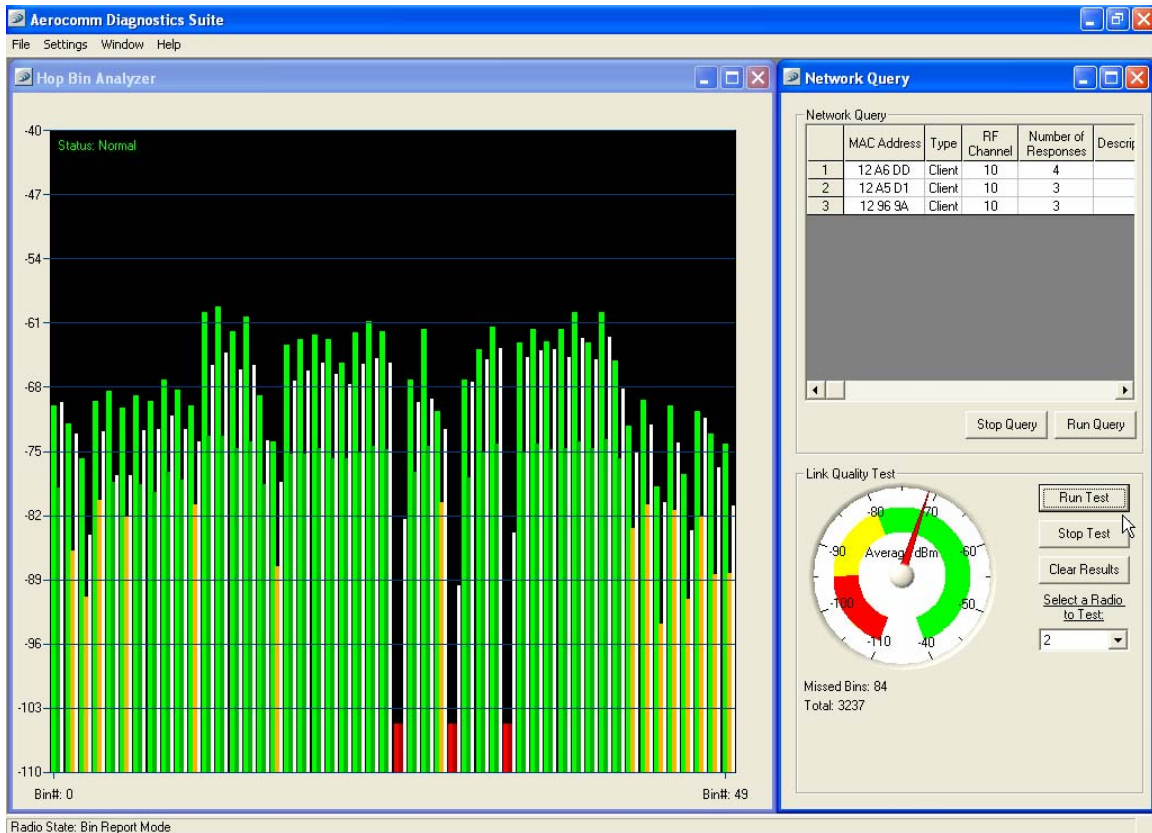 Aerocomm Diagnostics Suite
File Settings Window Help
Hop Bin Analyzer
Status: Normal
-40
-47
-54
-61
-68
-75
-82
-89
-96
-103
-110
Bin#: 0
Bin#: 49
Network Query
Network Query
MAC Address Type RF Channel Number of Responses Descrip
1 12 A6 DD Client 10 4
2 12 A5 D1 Client 10 3
3 12 96 9A Client 10 3
Stop Query Run Query
Link Quality Test
-80 -70
-90 Average dBm -60
-100 -50
-110 -40
Run Test
Stop Test
Clear Results
Select a Radio
to Test:
2
Missed Bins: 84
Total: 3237
Radio State: Bin Report Mode